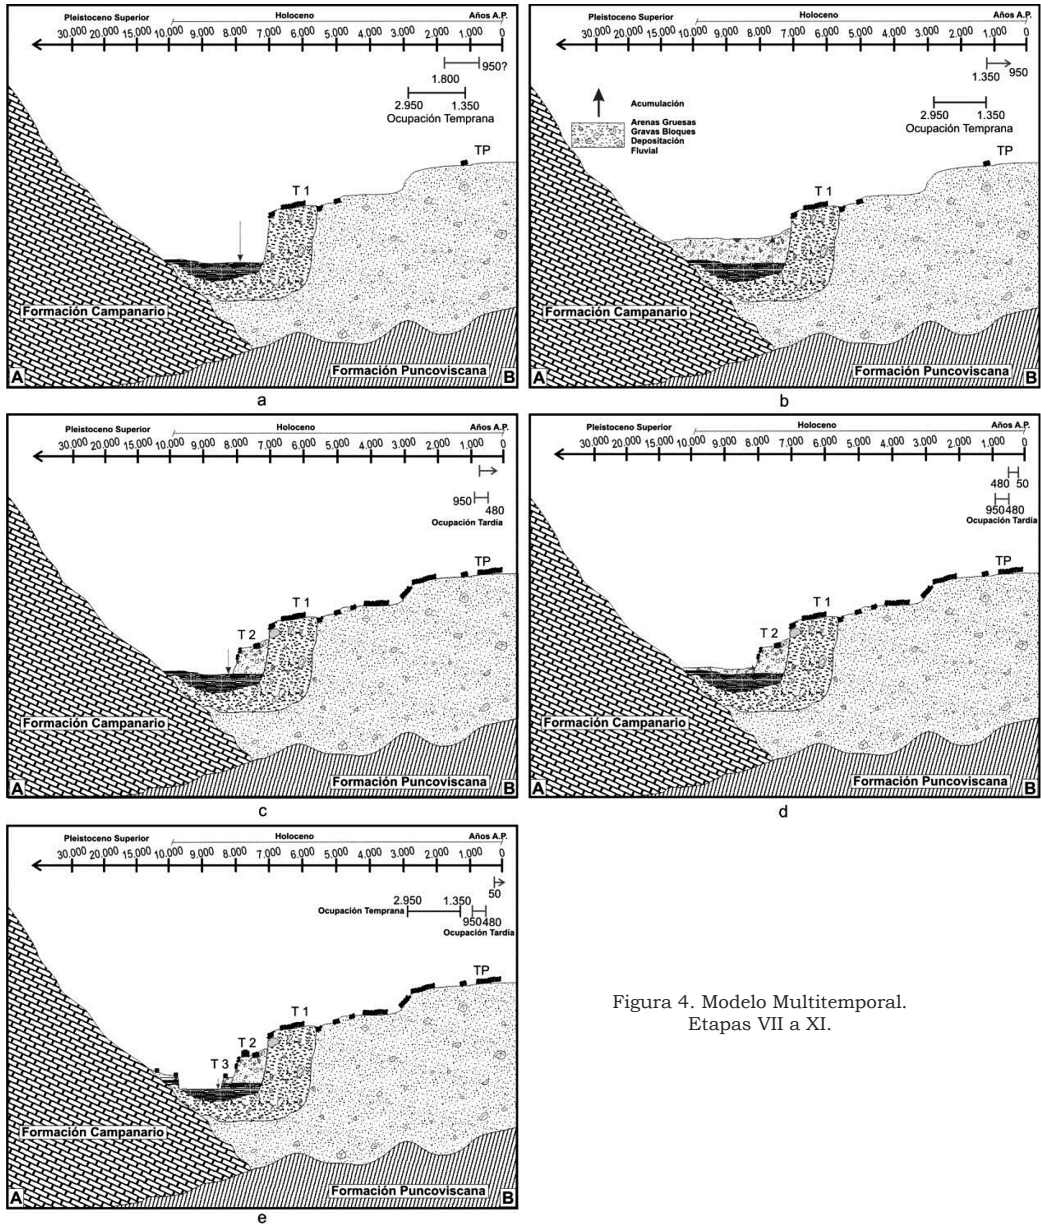 Pleistoceno Superior Holoceno Años A.P.
30.000 20.000 15.000 10.000 9.000 8.000 7.000 6.000 5.000 4.000 3.000 2.000 1.000 0
950?
1.800
2.950 1.350
Ocupación Temprana
TP
T 1
Formación Campanario
Formación Puncoviscana
A B
a
Pleistoceno Superior Holoceno Años A.P.
30.000 20.000 15.000 10.000 9.000 8.000 7.000 6.000 5.000 4.000 3.000 2.000 1.000 0
1.350 950
2.950 1.350
Ocupación Temprana
Acumulación
Arenas Gruesas
Gravas Bloques
Depositación
Fluvial
TP
T 1
Formación Campanario
Formación Puncoviscana
A B
b
Pleistoceno Superior Holoceno Años A.P.
30.000 20.000 15.000 10.000 9.000 8.000 7.000 6.000 5.000 4.000 3.000 2.000 1.000 0
950
480
Ocupación Tardía
TP
T 1
T 2
Formación Campanario
Formación Puncoviscana
A B
c
Pleistoceno Superior Holoceno Años A.P.
30.000 20.000 15.000 10.000 9.000 8.000 7.000 6.000 5.000 4.000 3.000 2.000 1.000 0
480 50
950 480
Ocupación Tardía
TP
T 1
T 2
Formación Campanario
Formación Puncoviscana
A B
d
Pleistoceno Superior Holoceno Años A.P.
30.000 20.000 15.000 10.000 9.000 8.000 7.000 6.000 5.000 4.000 3.000 2.000 1.000 0
50
2.950 1.350
Ocupación Temprana
950 480
Ocupación Tardía
TP
T 1
T 2
T 3
Formación Campanario
Formación Puncoviscana
A B
e
Figura 4. Modelo Multitemporal.
Etapas VII a XI.